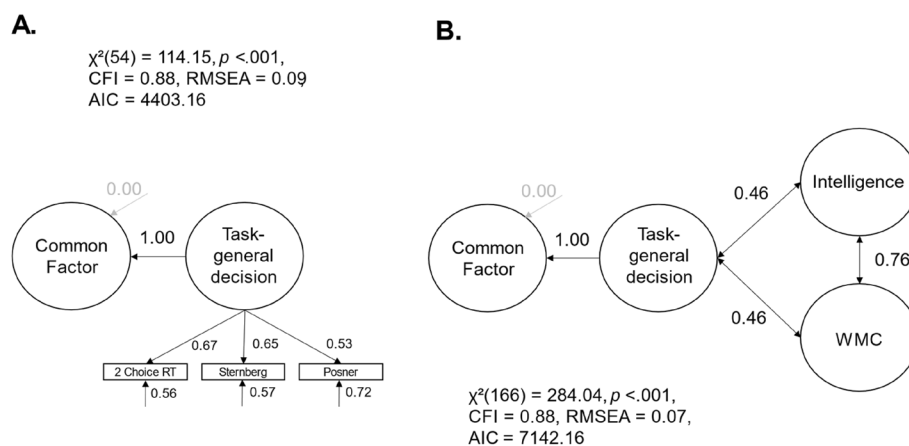 A.
χ²(54) = 114.15, p <.001,
CFI = 0.88, RMSEA = 0.09,
AIC = 4403.16
0.00
Common
Factor
1.00
Task-
general
decision
0.67
0.65
0.53
2 Choice RT
Sternberg
Posner
0.56
0.57
0.72
B.
0.00
Common
Factor
1.00
Task-
general
decision
0.46
Intelligence
0.76
0.46
WMC
χ²(166) = 284.04, p <.001,
CFI = 0.88, RMSEA = 0.07,
AIC = 7142.16